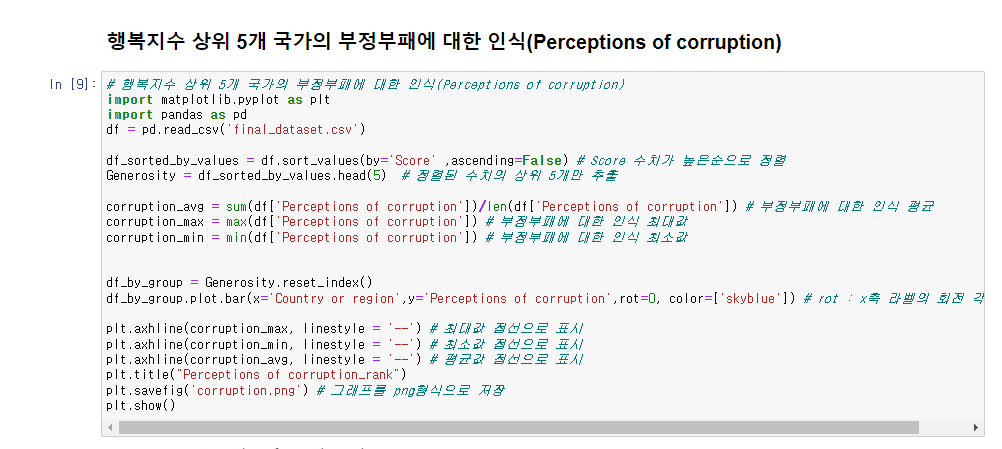 행복지수 상위 5개 국가의 부정부패에 대한 인식(Perceptions of corruption)
In [9]: # 행복지수 상위 5개 국가의 부정부패에 대한 인식(Perceptions of corruption)
import matplotlib.pyplot as plt
import pandas as pd
df = pd.read_csv('final_dataset.csv')
df_sorted_by_values = df.sort_values(by='Score' ,ascending=False) # Score 수치가 높은순으로 정렬
Generosity = df_sorted_by_values.head(5)  # 정렬된 수치의 상위 5개만 추출
corruption_avg = sum(df['Perceptions of corruption'])/len(df['Perceptions of corruption']) # 부정부패에 대한 인식 평균
corruption_max = max(df['Perceptions of corruption']) # 부정부패에 대한 인식 최대값
corruption_min = min(df['Perceptions of corruption']) # 부정부패에 대한 인식 최소값
df_by_group = Generosity.reset_index()
df_by_group.plot.bar(x='Country or region',y='Perceptions of corruption',rot=0, color=['skyblue']) # rot : x축 라벨의 회전 각
plt.axhline(corruption_max, linestyle = '--') # 최대값 점선으로 표시
plt.axhline(corruption_min, linestyle = '--') # 최소값 점선으로 표시
plt.axhline(corruption_avg, linestyle = '--') # 평균값 점선으로 표시
plt.title("Perceptions of corruption_rank")
plt.savefig('corruption.png') # 그래프를 png형식으로 저장
plt.show()